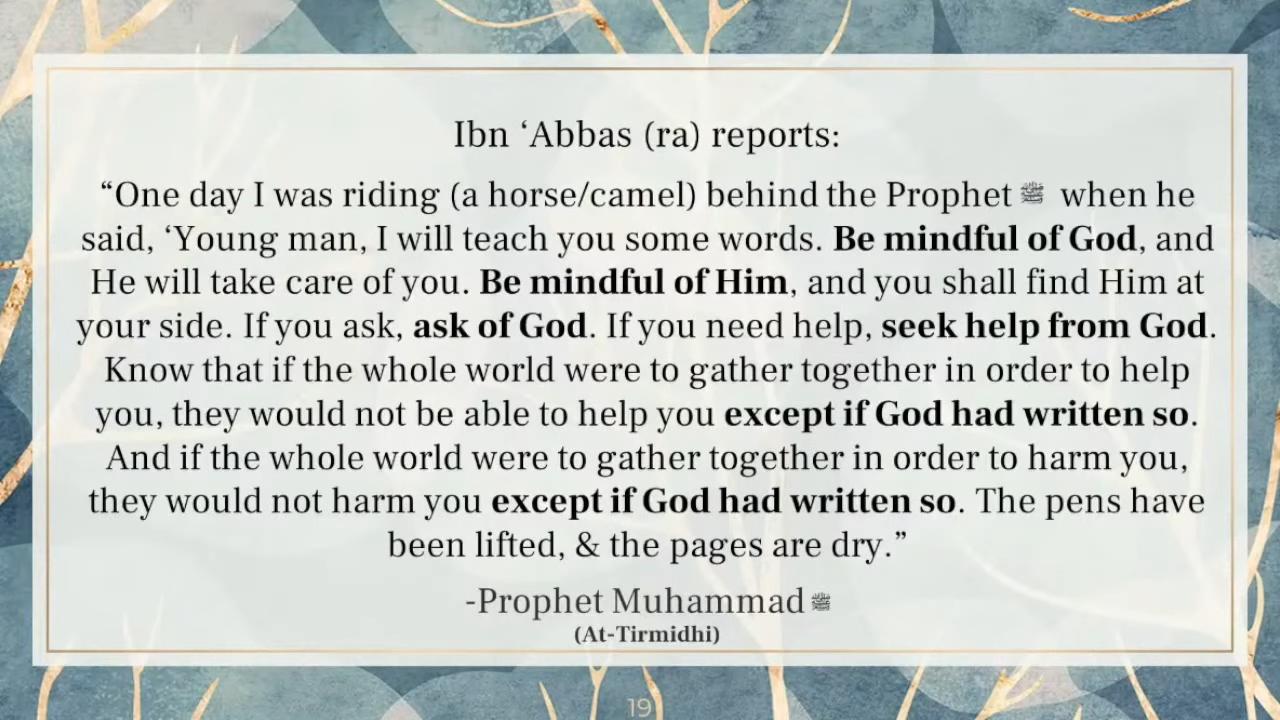 Ibn ‘Abbas (ra) reports:
“One day I was riding (a horse/camel) behind the Prophet ﷺ when he
said, ‘Young man, I will teach you some words. Be mindful of God, and
He will take care of you. Be mindful of Him, and you shall find Him at
your side. If you ask, ask of God. If you need help, seek help from God.
Know that if the whole world were to gather together in order to help
you, they would not be able to help you except if God had written so.
And if the whole world were to gather together in order to harm you,
they would not harm you except if God had written so. The pens have
been lifted, & the pages are dry.”
-Prophet Muhammad ﷺ
(At-Tirmidhi)
19